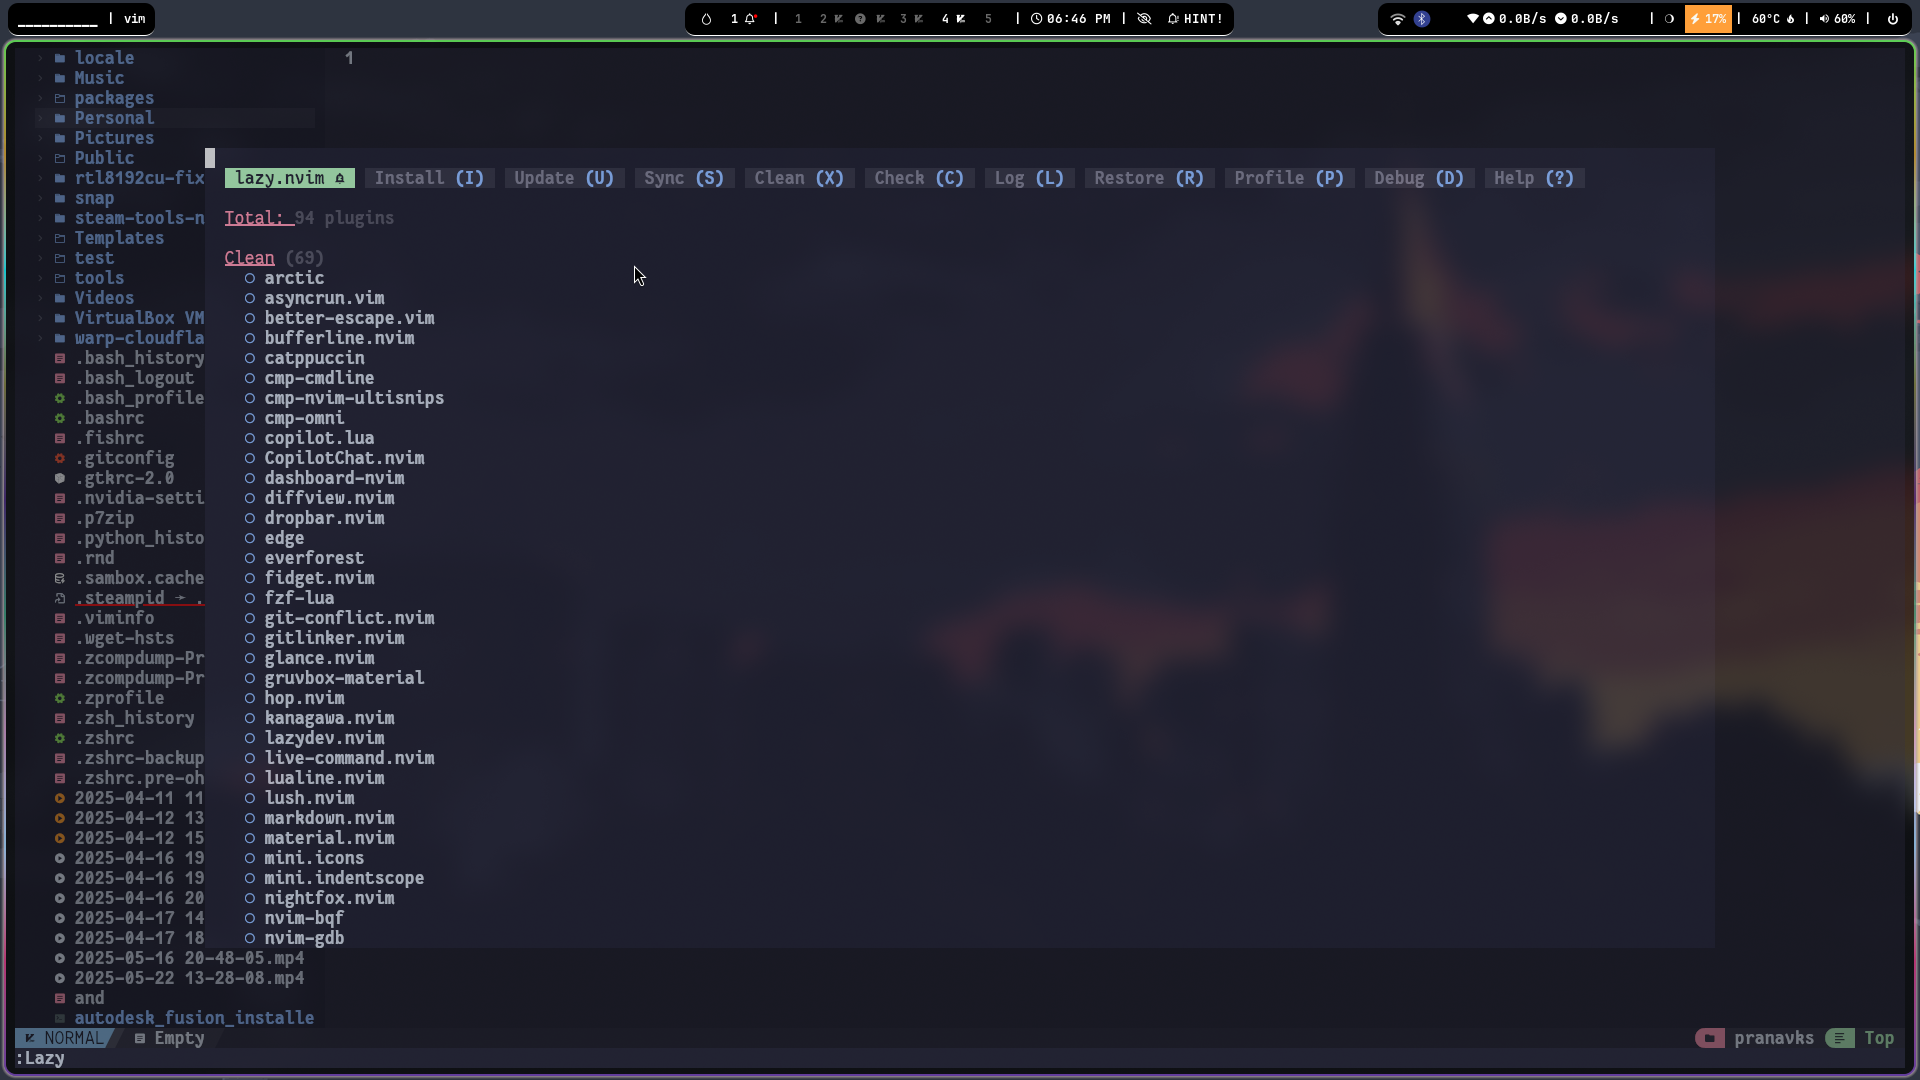 __________ | vim
1 | 1 2 3 4 5 | 06:46 PM | HINT!
0.0B/s 0.0B/s | 17% | 60°C | 60% |
locale
Music
packages
Personal
Pictures
Public
rtl8192cu-fix
snap
steam-tools-n
Templates
test
tools
Videos
VirtualBox VM
warp-cloudfla
.bash_history
.bash_logout
.bash_profile
.bashrc
.fishrc
.gitconfig
.gtkrc-2.0
.nvidia-setti
.p7zip
.python_histo
.rnd
.sambox.cache
.steampid → .
.viminfo
.wget-hsts
.zcompdump-Pr
.zcompdump-Pr
.zprofile
.zsh_history
.zshrc
.zshrc-backup
.zshrc.pre-oh
2025-04-11 11
2025-04-12 13
2025-04-12 15
2025-04-16 19
2025-04-16 19
2025-04-16 20
2025-04-17 14
2025-04-17 18
2025-05-16 20-48-05.mp4
2025-05-22 13-28-08.mp4
and
autodesk_fusion_installe
1
lazy.nvim Install (I) Update (U) Sync (S) Clean (X) Check (C) Log (L) Restore (R) Profile (P) Debug (D) Help (?)
Total: 94 plugins
Clean (69)
arctic
asyncrun.vim
better-escape.vim
bufferline.nvim
catppuccin
cmp-cmdline
cmp-nvim-ultisnips
cmp-omni
copilot.lua
CopilotChat.nvim
dashboard-nvim
diffview.nvim
dropbar.nvim
edge
everforest
fidget.nvim
fzf-lua
git-conflict.nvim
gitlinker.nvim
glance.nvim
gruvbox-material
hop.nvim
kanagawa.nvim
lazydev.nvim
live-command.nvim
lualine.nvim
lush.nvim
markdown.nvim
material.nvim
mini.icons
mini.indentscope
nightfox.nvim
nvim-bqf
nvim-gdb
NORMAL Empty pranavks Top
:Lazy